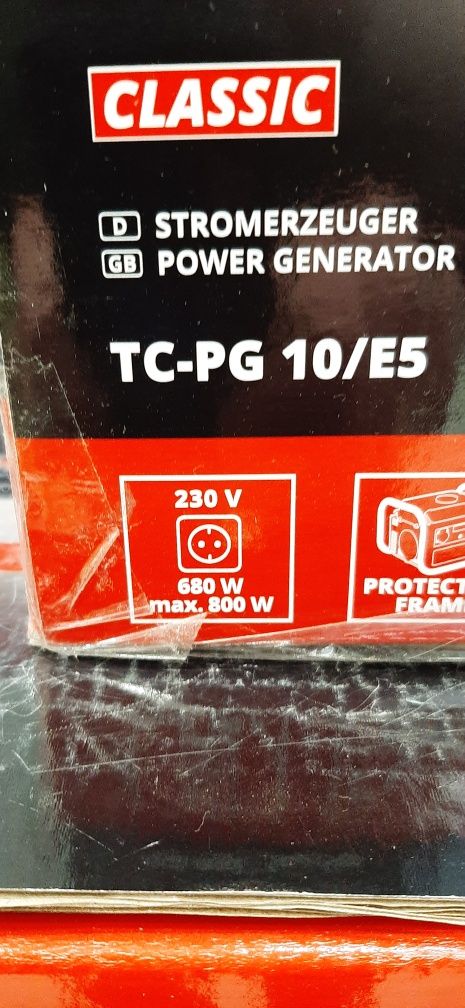 CLASSIC
D STROMERZEUGER
GB POWER GENERATOR
TC-PG 10/E5
230 V
680 W
max. 800 W